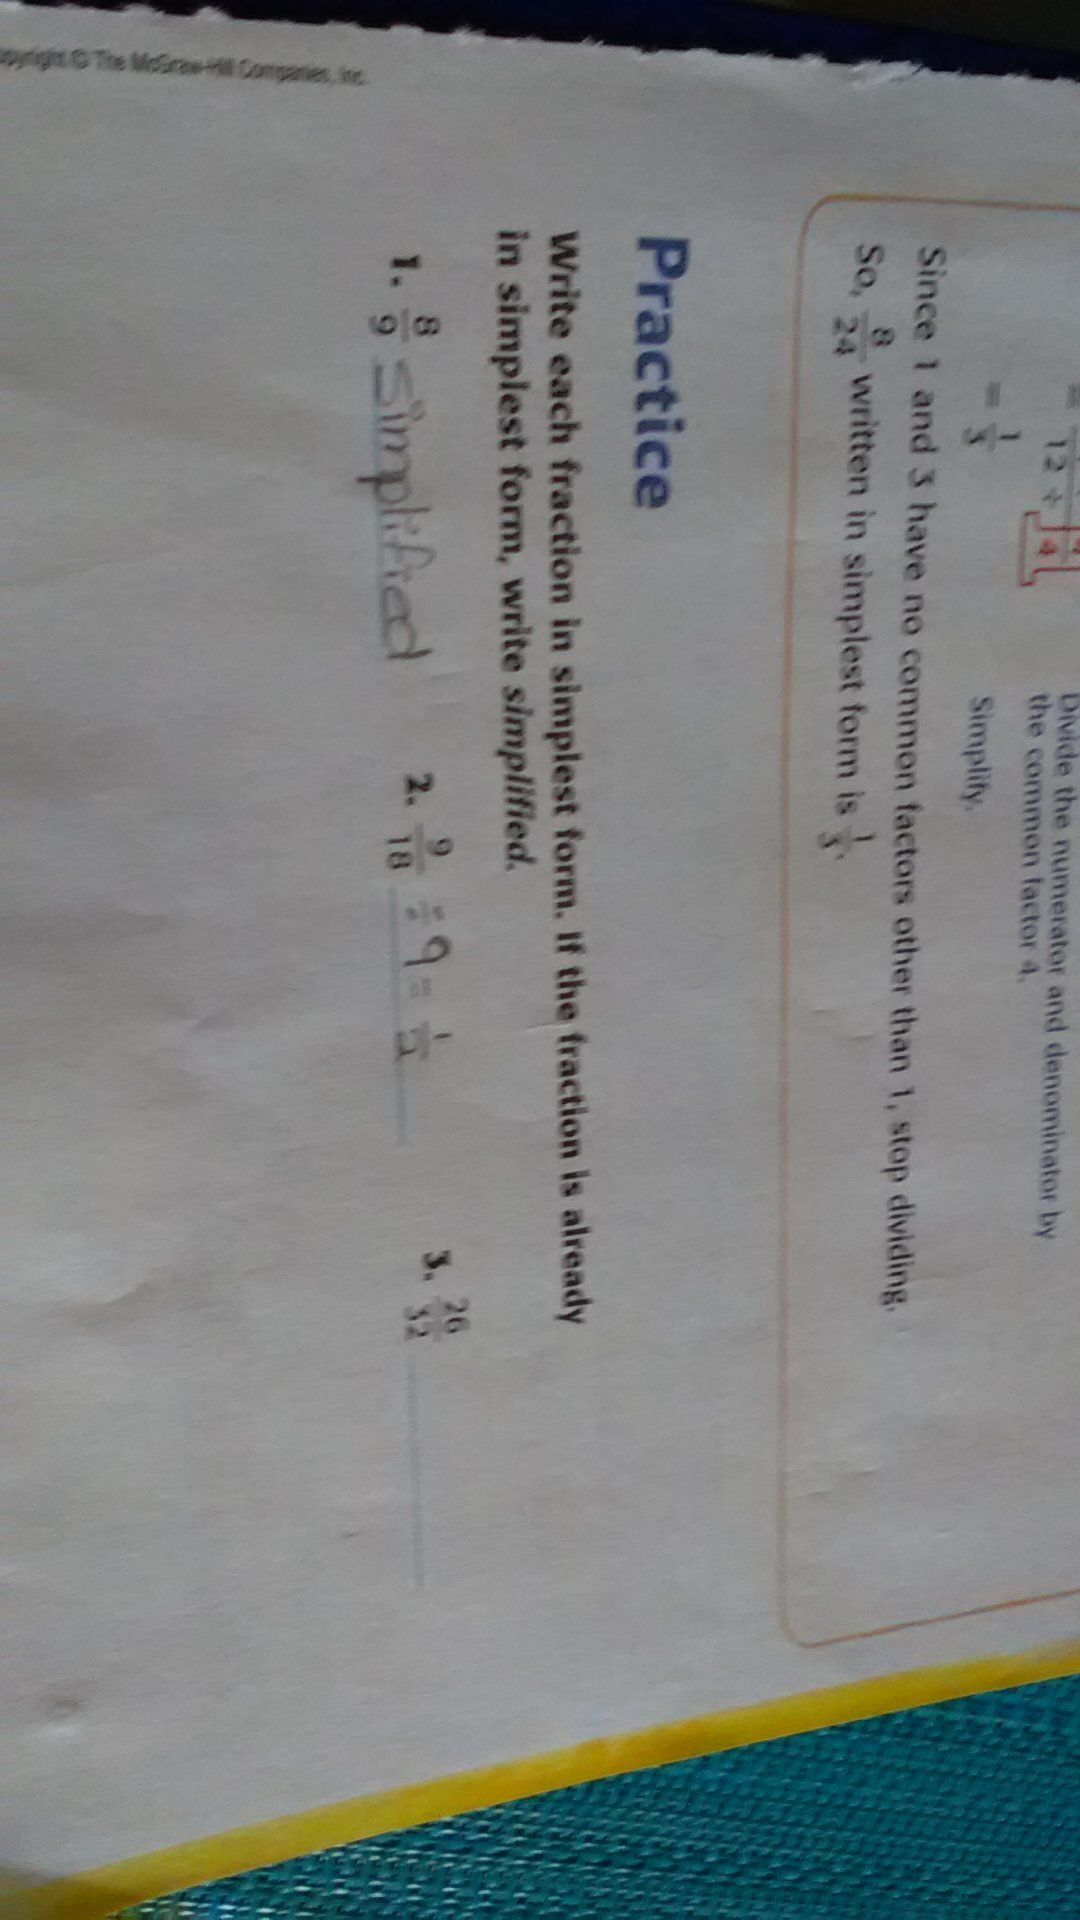 12 ÷ 4
Divide the numerator and denominator by
the common factor 4.
= 1/3 Simplify.
Since 1 and 3 have no common factors other than 1, stop dividing.
So, 8/24 written in simplest form is 1/3.
Practice
Write each fraction in simplest form. If the fraction is already
in simplest form, write simplified.
1. 8/9 simplified 2. 9/18 ÷ 9 = 1/2 3. 26/32
The McGraw-Hill Companies, Inc.